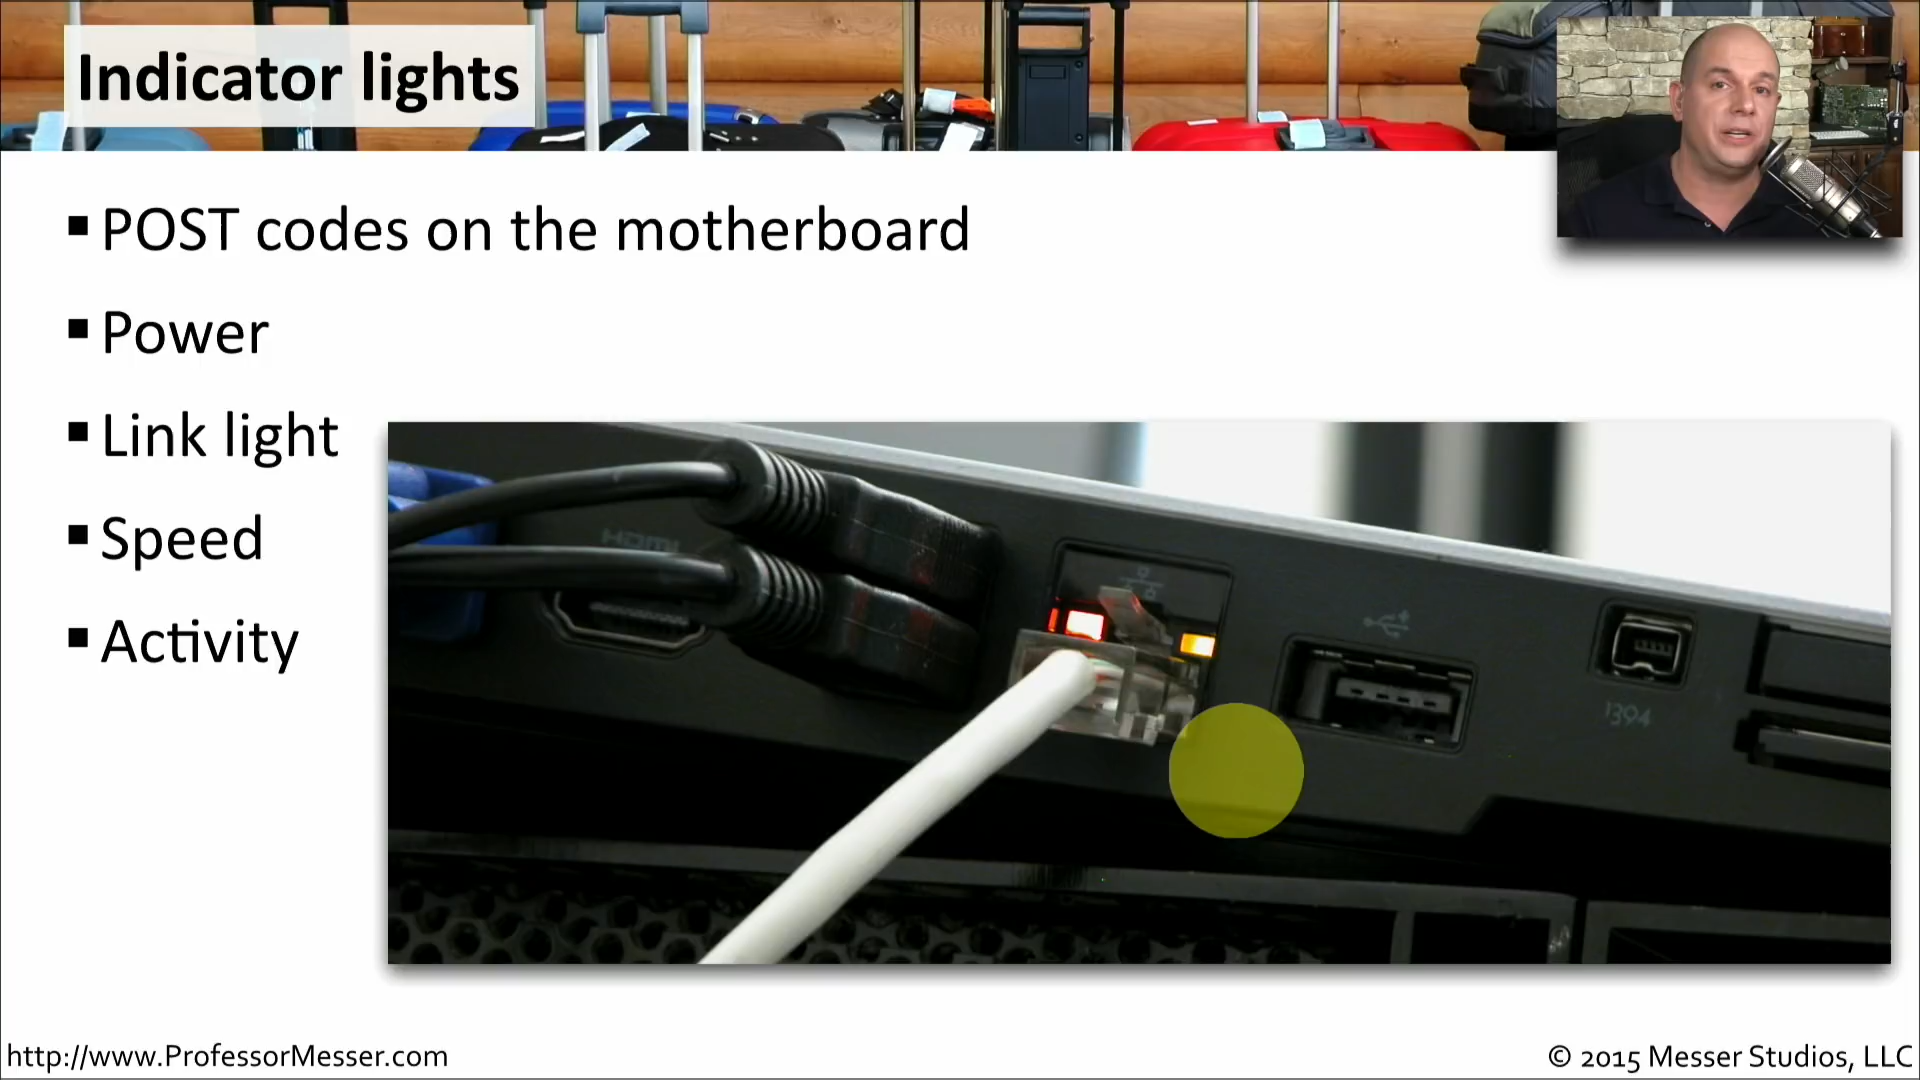 Indicator lights
▪ POST codes on the motherboard
▪ Power
▪ Link light
▪ Speed
▪ Activity
HDMI
1394
http://www.ProfessorMesser.com
© 2015 Messer Studios, LLC